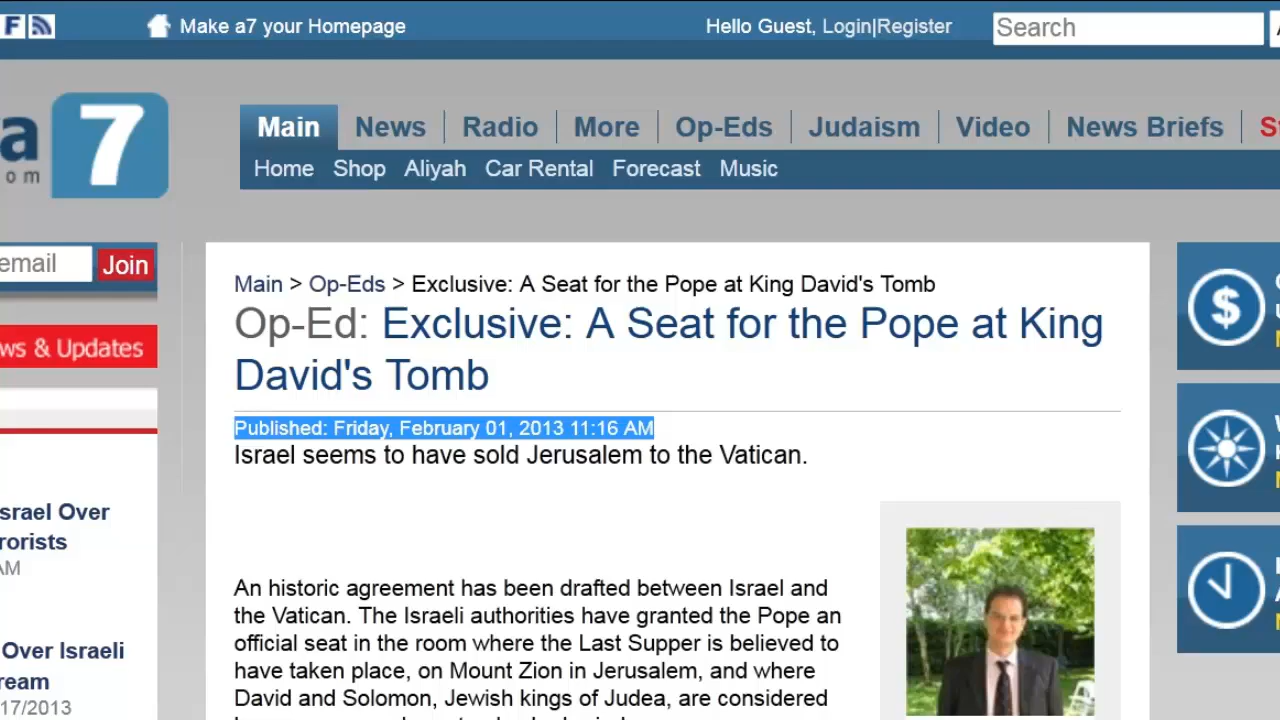 F
Make a7 your Homepage
Hello Guest, Login|Register
Search
a 7
om
Main News Radio More Op-Eds Judaism Video News Briefs
Home Shop Aliyah Car Rental Forecast Music
email Join
Main > Op-Eds > Exclusive: A Seat for the Pope at King David's Tomb
Op-Ed: Exclusive: A Seat for the Pope at King
David's Tomb
ws & Updates
Published: Friday, February 01, 2013 11:16 AM
Israel seems to have sold Jerusalem to the Vatican.
srael Over
rorists
AM
An historic agreement has been drafted between Israel and
the Vatican. The Israeli authorities have granted the Pope an
official seat in the room where the Last Supper is believed to
have taken place, on Mount Zion in Jerusalem, and where
David and Solomon, Jewish kings of Judea, are considered
Over Israeli
ream
17/2013
$